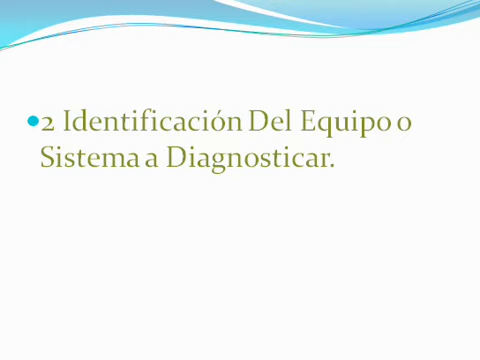 •2 Identificación Del Equipo o
Sistema a Diagnosticar.